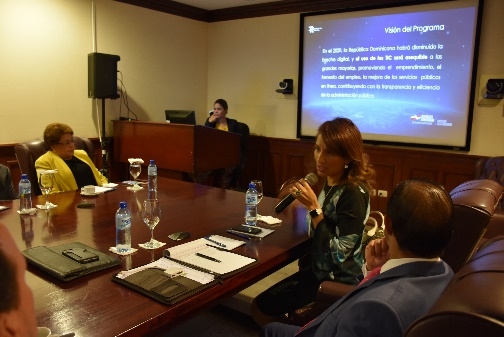 Visión del Programa
En el 2021, la República Dominicana habrá disminuido la
brecha digital, y el uso de las TIC será asequible a las
grandes mayorías, promoviendo el emprendimiento, el
fomento del empleo, la mejora de los servicios públicos
en línea, contribuyendo con la transparencia y eficiencia
de la administración pública.